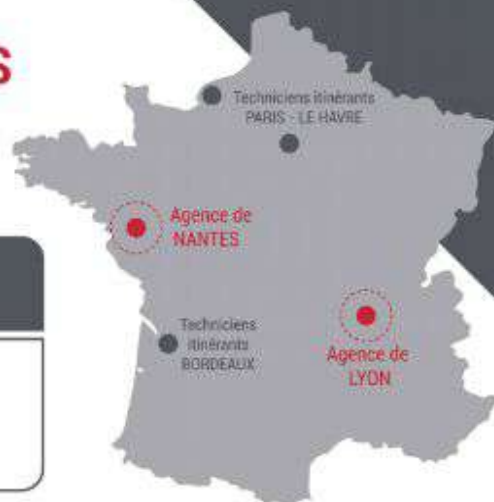 S
Techniciens itinérants
PARIS - LE HAVRE
Agence de
NANTES
Techniciens
itinérants
BORDEAUX
Agence de
LYON